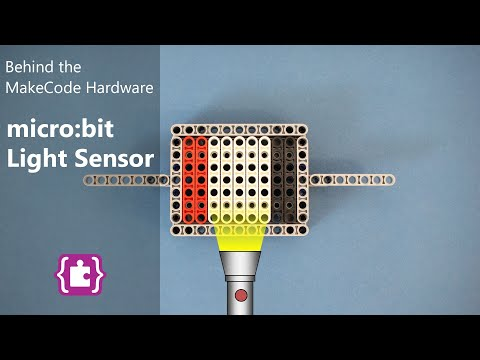 Behind the
MakeCode Hardware
micro:bit
Light Sensor